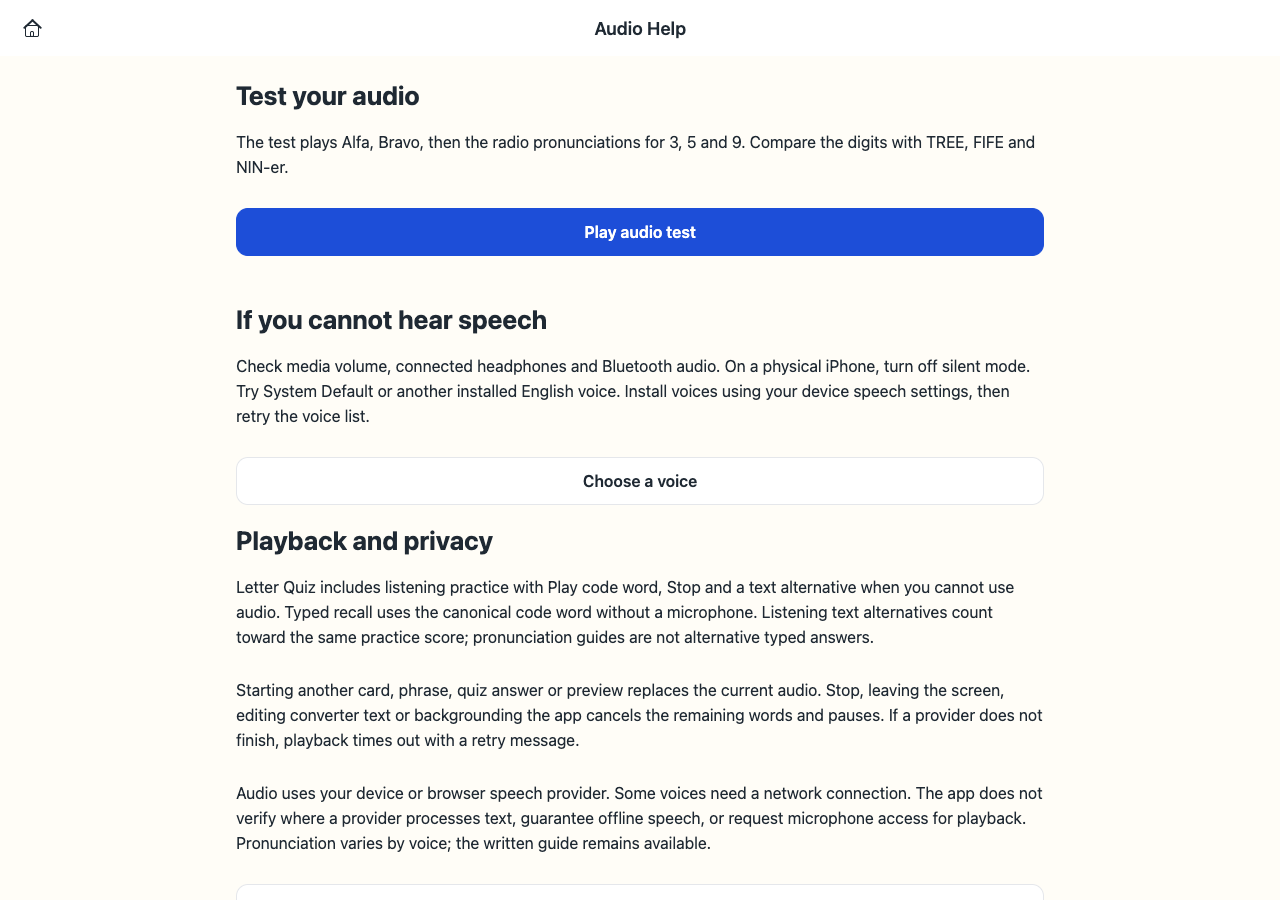 Audio Help
Test your audio
The test plays Alfa, Bravo, then the radio pronunciations for 3, 5 and 9. Compare the digits with TREE, FIFE and
NIN-er.
Play audio test
If you cannot hear speech
Check media volume, connected headphones and Bluetooth audio. On a physical iPhone, turn off silent mode.
Try System Default or another installed English voice. Install voices using your device speech settings, then
retry the voice list.
Choose a voice
Playback and privacy
Letter Quiz includes listening practice with Play code word, Stop and a text alternative when you cannot use
audio. Typed recall uses the canonical code word without a microphone. Listening text alternatives count
toward the same practice score; pronunciation guides are not alternative typed answers.
Starting another card, phrase, quiz answer or preview replaces the current audio. Stop, leaving the screen,
editing converter text or backgrounding the app cancels the remaining words and pauses. If a provider does not
finish, playback times out with a retry message.
Audio uses your device or browser speech provider. Some voices need a network connection. The app does not
verify where a provider processes text, guarantee offline speech, or request microphone access for playback.
Pronunciation varies by voice; the written guide remains available.